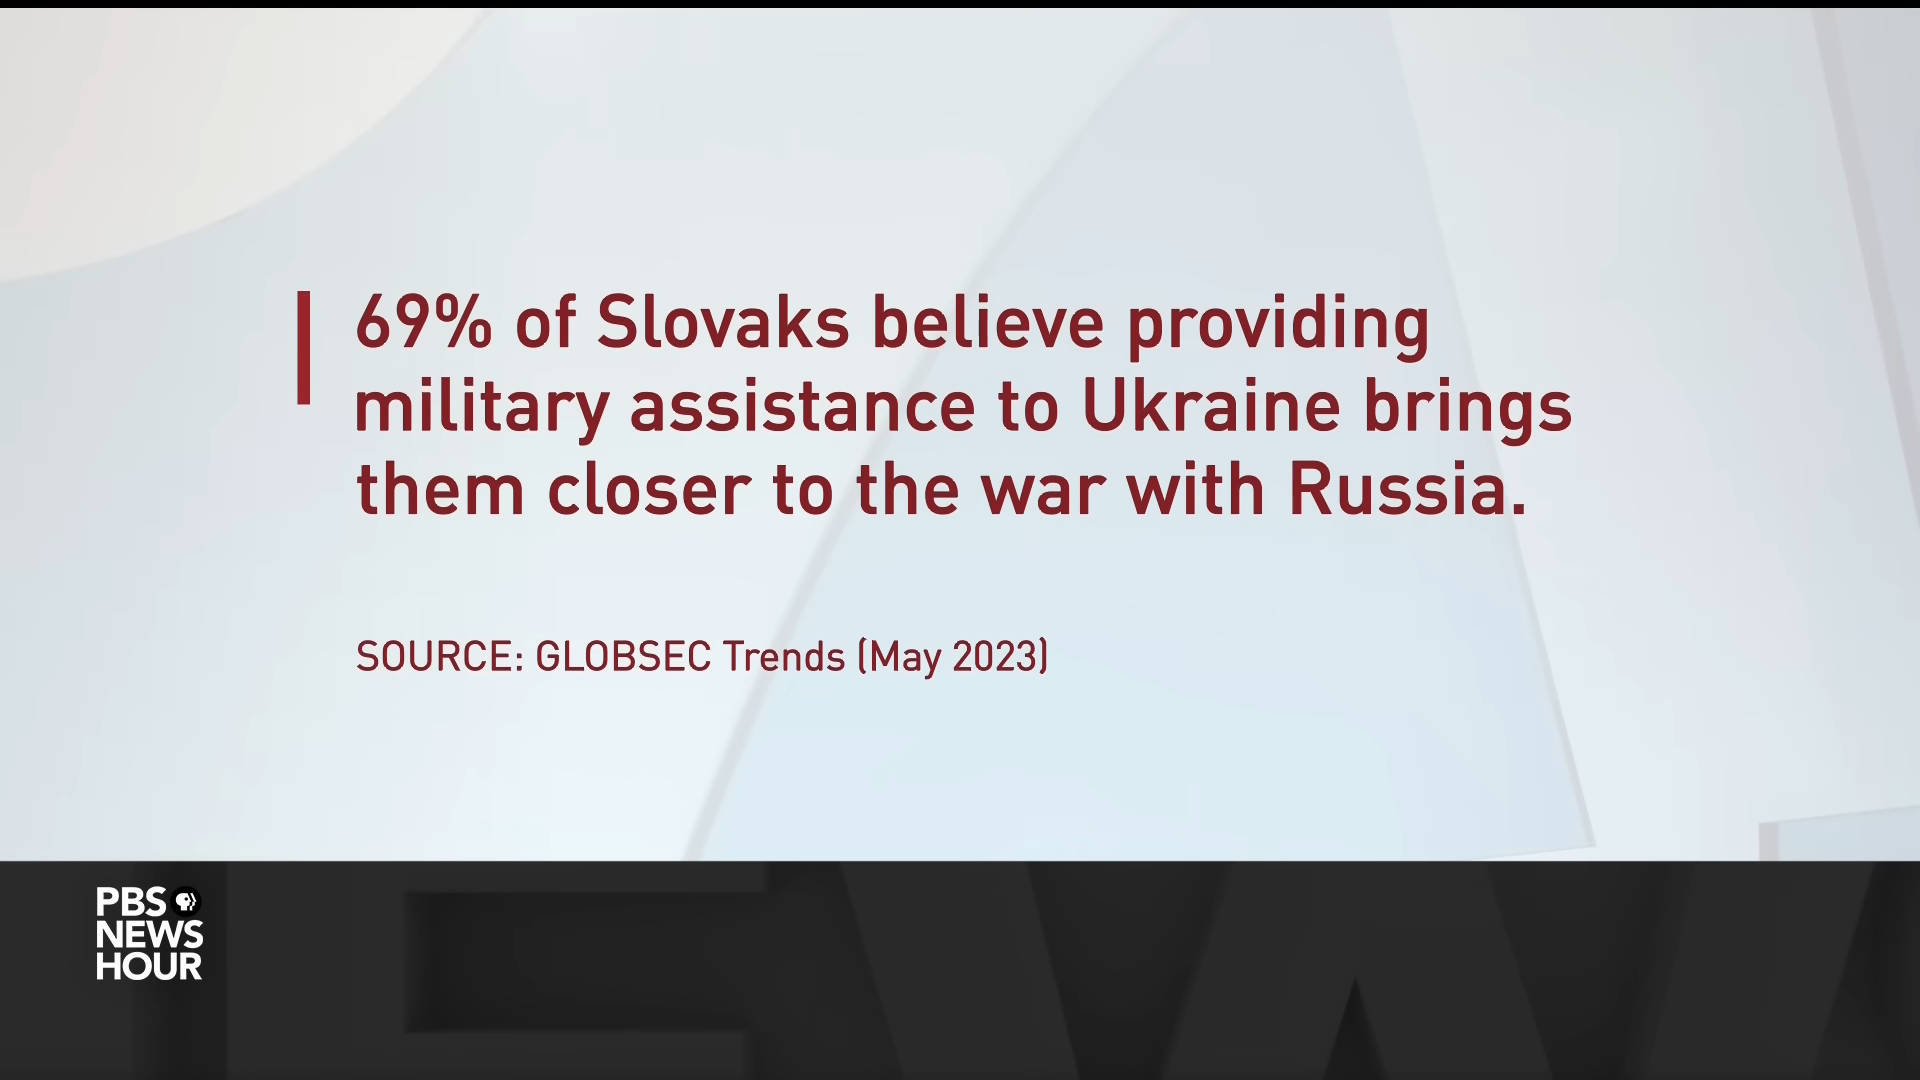 69% of Slovaks believe providing
military assistance to Ukraine brings
them closer to the war with Russia.
SOURCE: GLOBSEC Trends (May 2023)
PBS
NEWS
HOUR